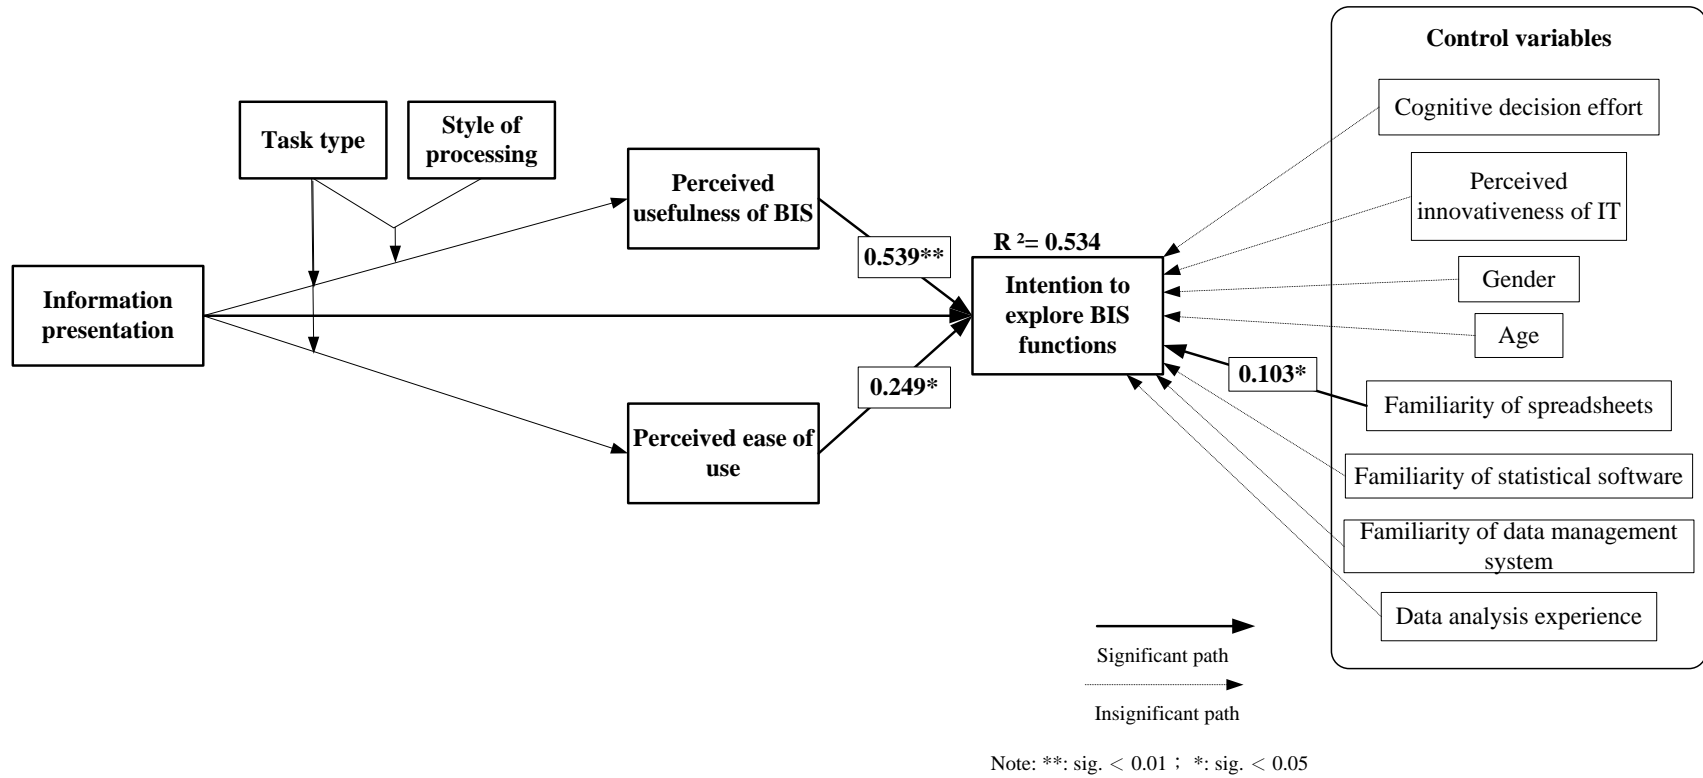 Control variables
Cognitive decision effort
Task type
Style of
processing
Perceived
usefulness of BIS
Perceived
innovativeness of IT
0.539**
R ²= 0.534
Information
presentation
Intention to
explore BIS
functions
Gender
Age
0.249*
0.103*
Familiarity of spreadsheets
Perceived ease of
use
Familiarity of statistical software
Familiarity of data management
system
Data analysis experience
Significant path
Insignificant path
Note: **: sig. < 0.01； *: sig. < 0.05